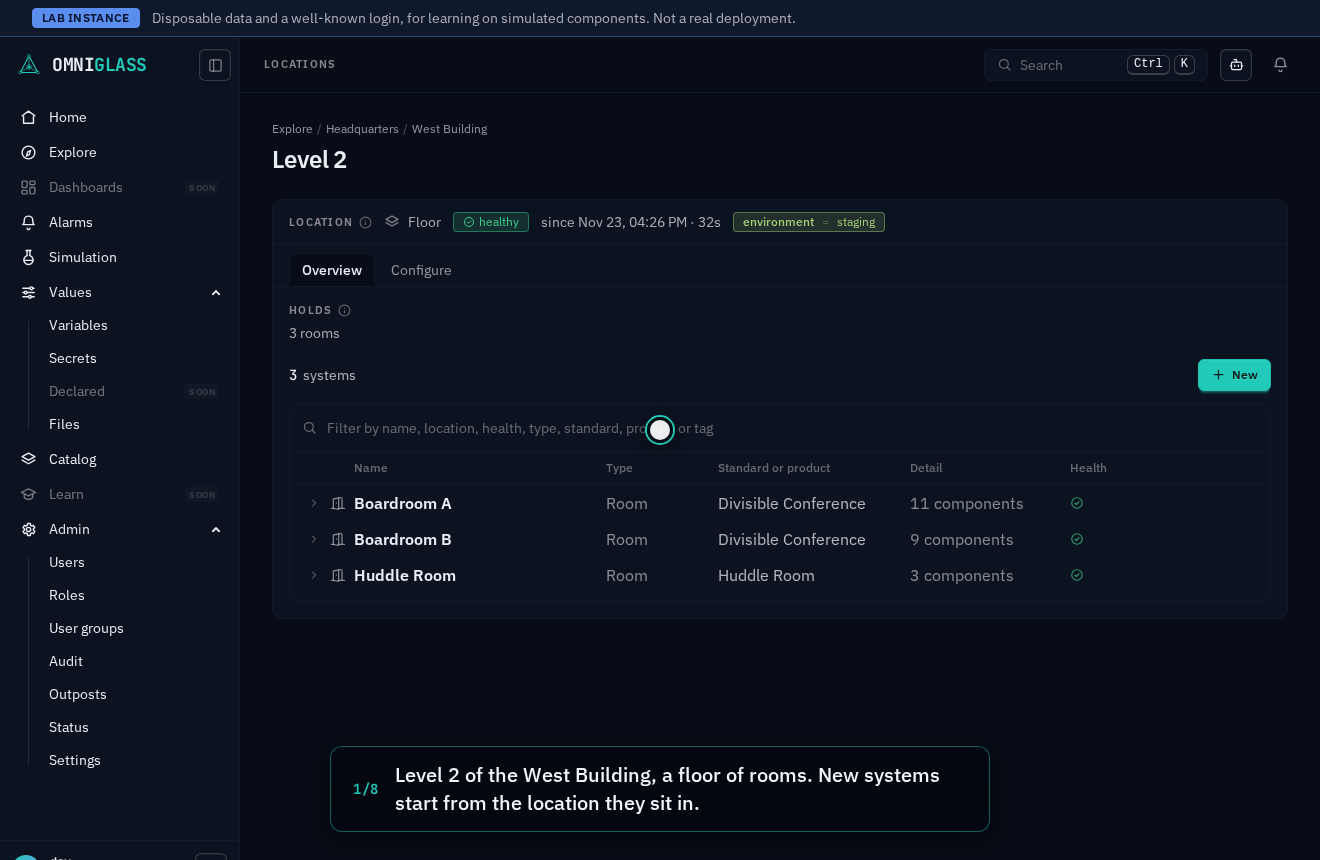 LAB INSTANCE Disposable data and a well-known login, for learning on simulated components. Not a real deployment.
OMNIGLASS
LOCATIONS
Search Ctrl K
Home
Explore
Dashboards SOON
Alarms
Simulation
Values
Variables
Secrets
Declared SOON
Files
Catalog
Learn SOON
Admin
Users
Roles
User groups
Audit
Outposts
Status
Settings
Explore / Headquarters / West Building
Level 2
LOCATION Floor healthy since Nov 23, 04:26 PM · 32s environment = staging
Overview Configure
HOLDS
3 rooms
3 systems
New
Filter by name, location, health, type, standard, or tag
Name Type Standard or product Detail Health
Boardroom A Room Divisible Conference 11 components
Boardroom B Room Divisible Conference 9 components
Huddle Room Room Huddle Room 3 components
1/8 Level 2 of the West Building, a floor of rooms. New systems
start from the location they sit in.